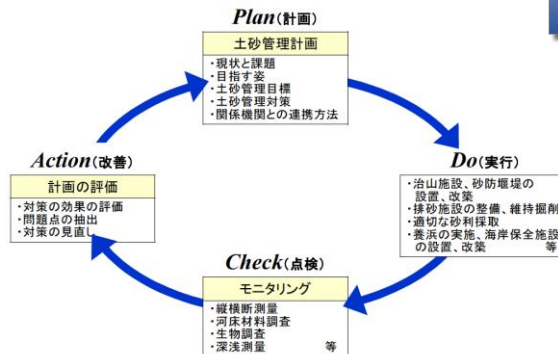 Plan(計画)
土砂管理計画
・現状と課題
・目指す姿
・土砂管理目標
・土砂管理対策
・関係機関との連携方法
Do(実行)
・治山施設、砂防堰堤の
設置、改築
・排砂施設の整備、維持掘削
・適切な砂利採取
・養浜の実施、海岸保全施設
の設置、改築 等
Check(点検)
モニタリング
・縦横断測量
・河床材料調査
・生物調査
・深浅測量 等
Action(改善)
計画の評価
・対策の効果の評価
・問題点の抽出
・対策の見直し